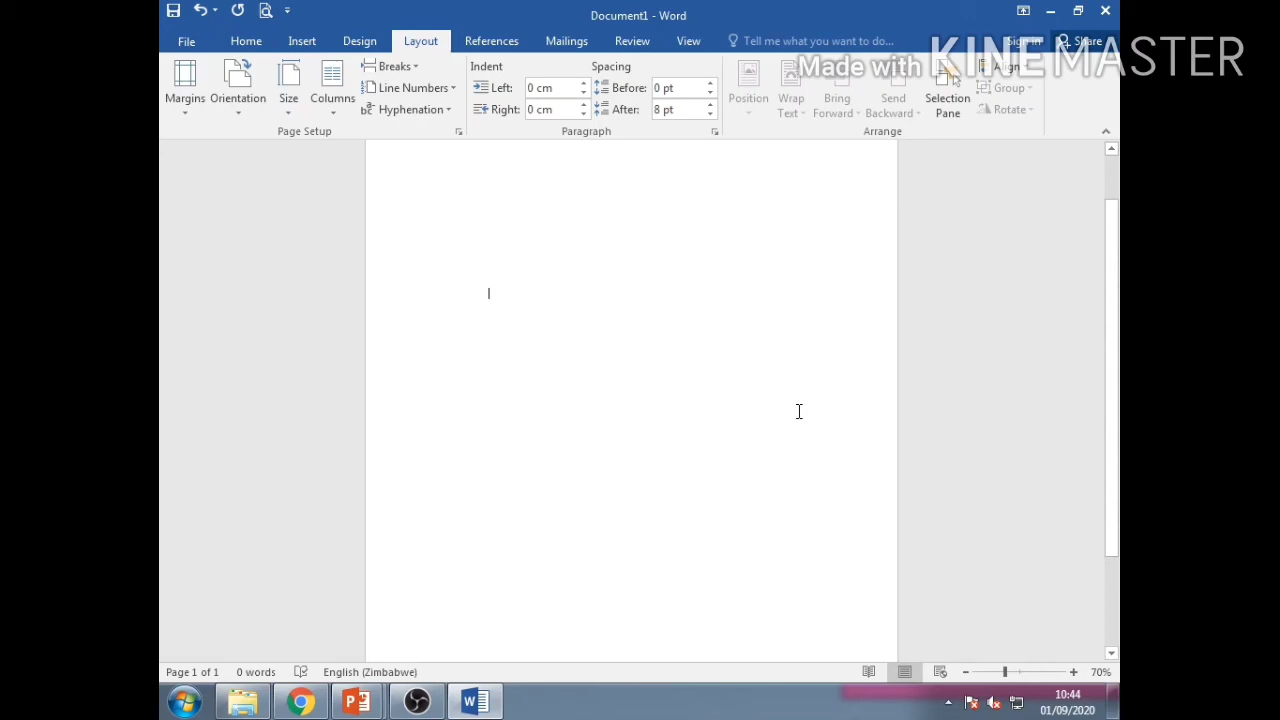 Document1 - Word
File Home Insert Design Layout References Mailings Review View Tell me what you want to do... Sign in Share
Made with KINEMASTER
Margins Orientation Size Columns
Breaks
Line Numbers
Hyphenation
Page Setup
Indent Spacing
Left: 0 cm Before: 0 pt
Right: 0 cm After: 8 pt
Paragraph
Position Wrap Text Bring Forward Send Backward Selection Pane
Align
Group
Rotate
Arrange
Page 1 of 1 0 words English (Zimbabwe) 70%
10:44
01/09/2020